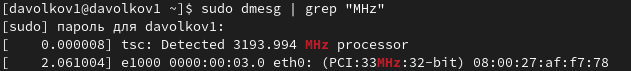 [davolkov1@davolkov1 ~]$ sudo dmesg | grep "MHz"
[sudo] пароль для davolkov1:
[    0.000008] tsc: Detected 3193.994 MHz processor
[    2.061004] e1000 0000:00:03.0 eth0: (PCI:33MHz:32-bit) 08:00:27:af:f7:78